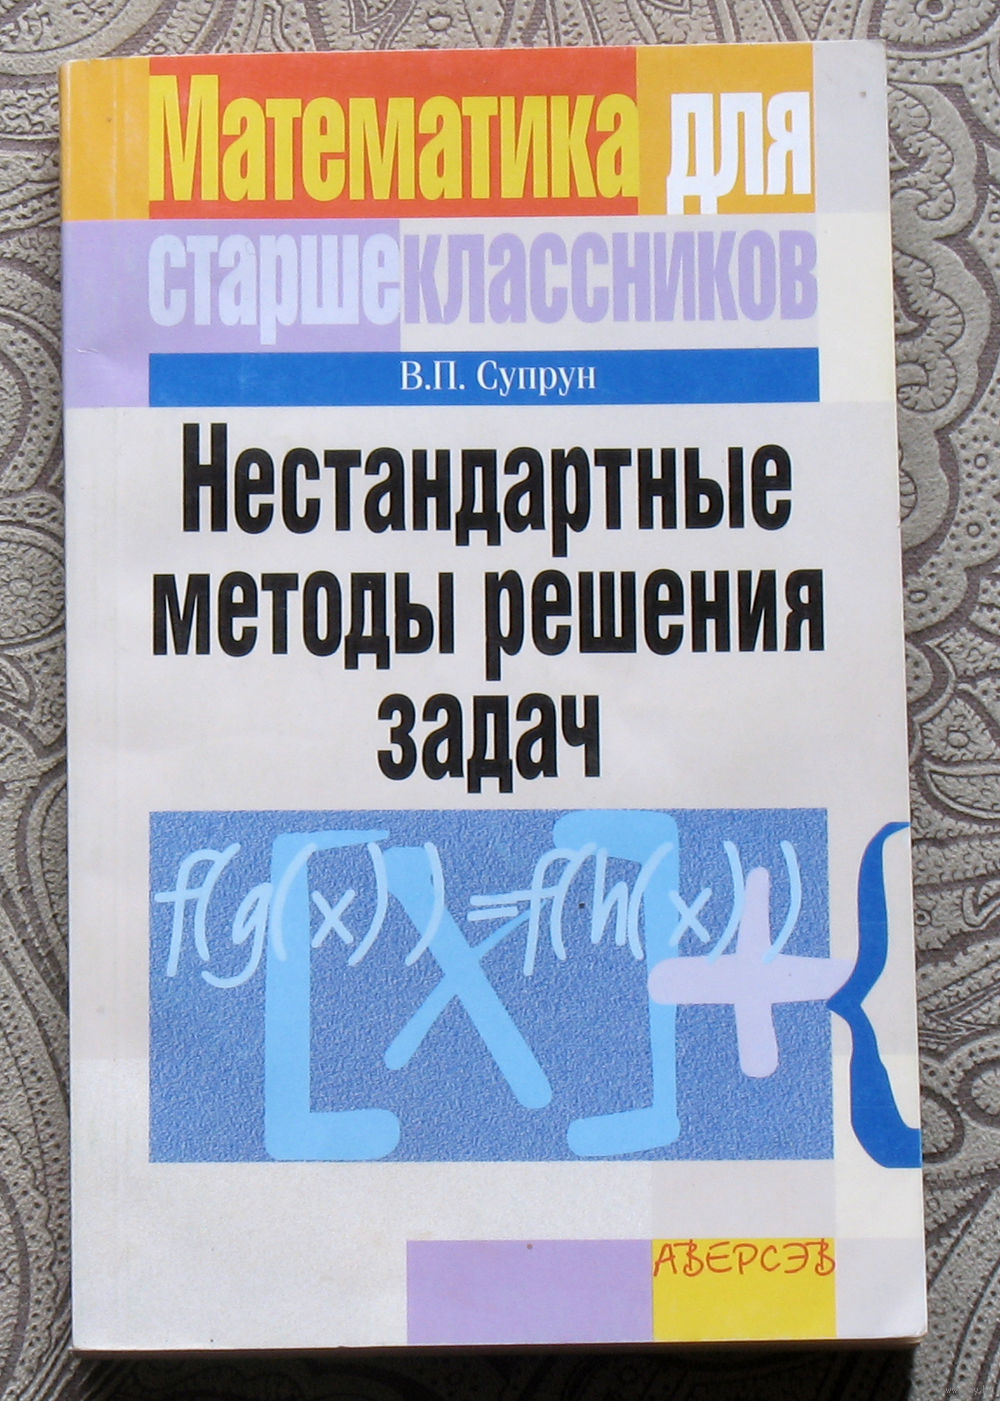 Математика для
старшеклассников
В.П. Супрун
Нестандартные
методы решения
задач
f(g(x))=f(h(x))
[x]+{
АВЕРСЭВ